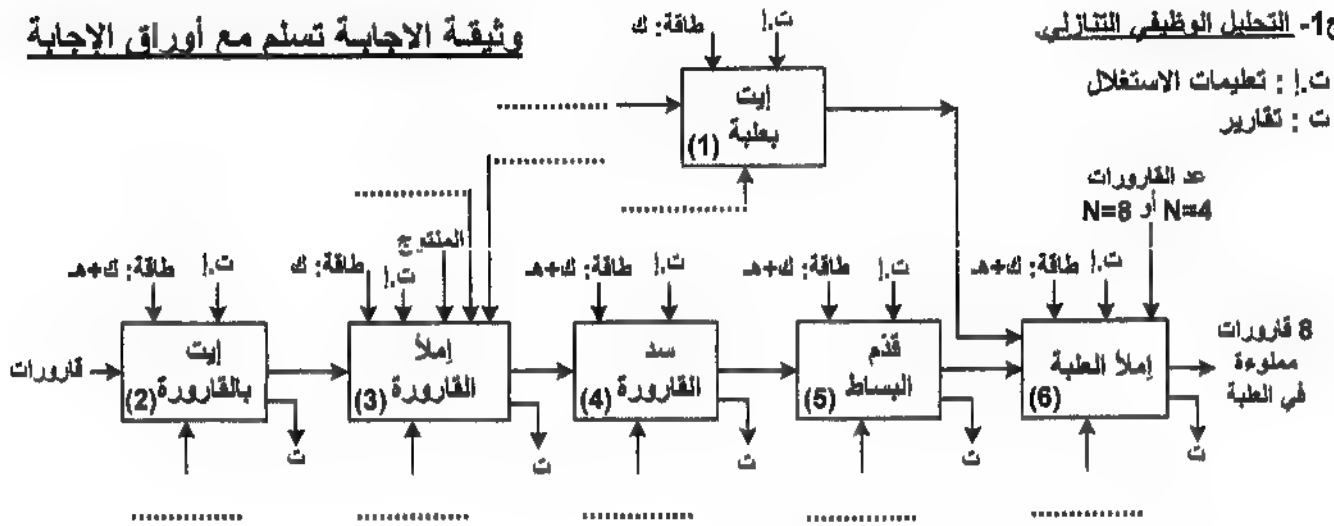 وثيقة الاجابة تسلم مع أوراق الاجابة
ج1- التحليل الوظيفي التنازلي
ت.إ : تعليمات الاستغلال
ت : تقارير
طاقة: ك
ت.إ
إيت
بعلبة
(1)
عد القارورات
N=4 أو N=8
طاقة: ك+هـ
ت.إ
طاقة: ك
ت.إ
المنتوج
طاقة: ك+هـ
ت.إ
طاقة: ك+هـ
ت.إ
طاقة: ك+هـ
ت.إ
قارورات
إيت
بالقارورة
(2)
ت
إملأ
القارورة
(3)
ت
سد
القارورة
(4)
ت
قدّم
البساط
(5)
ت
إملأ العلبة
(6)
ت
8 قارورات
مملوءة
في العلبة